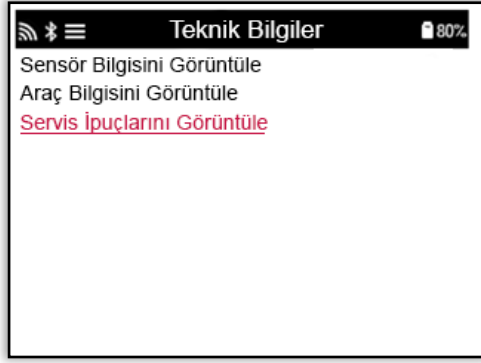 Teknik Bilgiler 80%
Sensör Bilgisini Görüntüle
Araç Bilgisini Görüntüle
Servis İpuçlarını Görüntüle